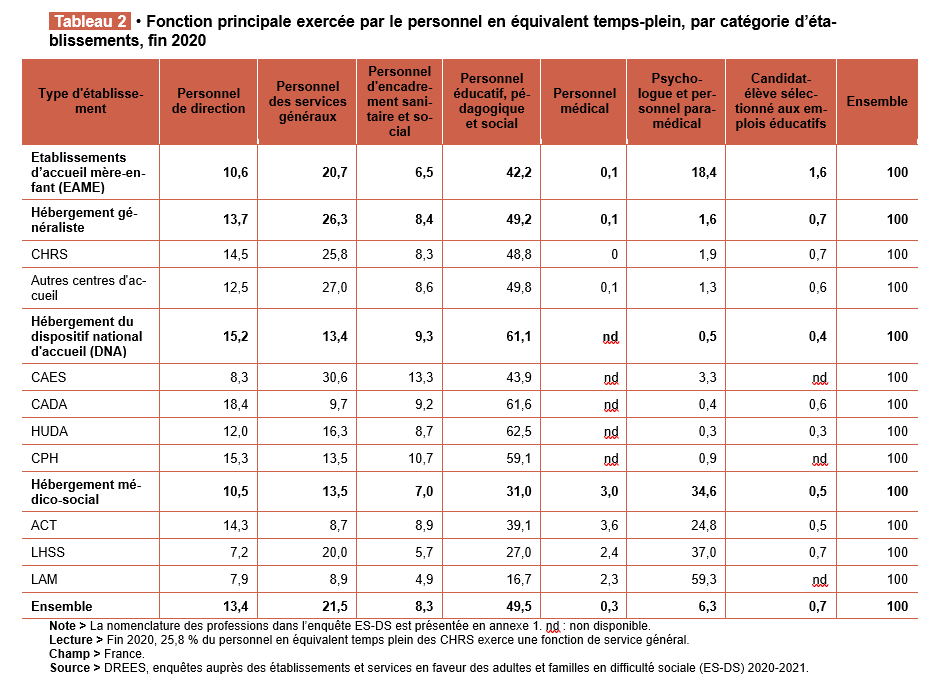 Tableau 2 • Fonction principale exercée par le personnel en équivalent temps-plein, par catégorie d’éta-
blissements, fin 2020
Type d'établisse-
ment
Personnel
de direction
Personnel
des services
généraux
Personnel
d'encadre-
ment sani-
taire et so-
cial
Personnel
éducatif, pé-
dagogique
et social
Personnel
médical
Psycho-
logue et per-
sonnel para-
médical
Candidat-
élève sélec-
tionné aux em-
plois éducatifs
Ensemble
Etablissements
d’accueil mère-en-
fant (EAME)
10,6 20,7 6,5 42,2 0,1 18,4 1,6 100
Hébergement gé-
néraliste
13,7 26,3 8,4 49,2 0,1 1,6 0,7 100
CHRS 14,5 25,8 8,3 48,8 0 1,9 0,7 100
Autres centres d'ac-
cueil
12,5 27,0 8,6 49,8 0,1 1,3 0,6 100
Hébergement du
dispositif national
d'accueil (DNA)
15,2 13,4 9,3 61,1 nd 0,5 0,4 100
CAES 8,3 30,6 13,3 43,9 nd 3,3 nd 100
CADA 18,4 9,7 9,2 61,6 nd 0,4 0,6 100
HUDA 12,0 16,3 8,7 62,5 nd 0,3 0,3 100
CPH 15,3 13,5 10,7 59,1 nd 0,9 nd 100
Hébergement mé-
dico-social
10,5 13,5 7,0 31,0 3,0 34,6 0,5 100
ACT 14,3 8,7 8,9 39,1 3,6 24,8 0,5 100
LHSS 7,2 20,0 5,7 27,0 2,4 37,0 0,7 100
LAM 7,9 8,9 4,9 16,7 2,3 59,3 nd 100
Ensemble 13,4 21,5 8,3 49,5 0,3 6,3 0,7 100
Note > La nomenclature des professions dans l’enquête ES-DS est présentée en annexe 1. nd : non disponible.
Lecture > Fin 2020, 25,8 % du personnel en équivalent temps plein des CHRS exerce une fonction de service général.
Champ > France.
Source > DREES, enquêtes auprès des établissements et services en faveur des adultes et familles en difficulté sociale (ES-DS) 2020-2021.